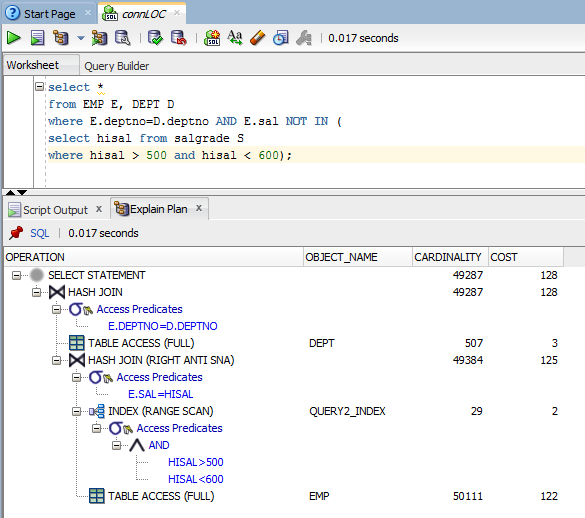 Start Page connLOC
0.017 seconds
Worksheet Query Builder
select *
from EMP E, DEPT D
where E.deptno=D.deptno AND E.sal NOT IN (
select hisal from salgrade S
where hisal > 500 and hisal < 600);
Script Output x Explain Plan x
SQL | 0.017 seconds
OPERATION OBJECT_NAME CARDINALITY COST
SELECT STATEMENT 49287 128
HASH JOIN 49287 128
Access Predicates
E.DEPTNO=D.DEPTNO
TABLE ACCESS (FULL) DEPT 507 3
HASH JOIN (RIGHT ANTI SNA) 49384 125
Access Predicates
E.SAL=HISAL
INDEX (RANGE SCAN) QUERY2_INDEX 29 2
Access Predicates
AND
HISAL>500
HISAL<600
TABLE ACCESS (FULL) EMP 50111 122